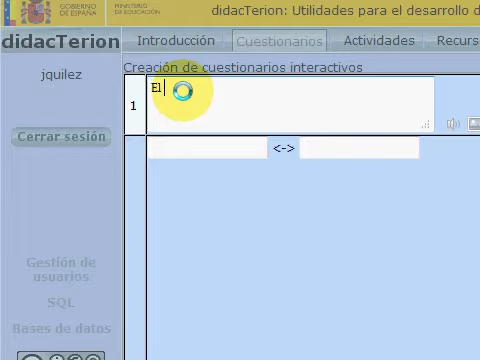 GOBIERNO
DE ESPAÑA
MINISTERIO
DE EDUCACIÓN
didacTerion: Utilidades para el desarrollo d
didacTerion
Introducción
Cuestionarios
Actividades
Recurs
jquilez
Creación de cuestionarios interactivos
1
El
<->
Cerrar sesión
Gestión de
usuarios
SQL
Bases de datos